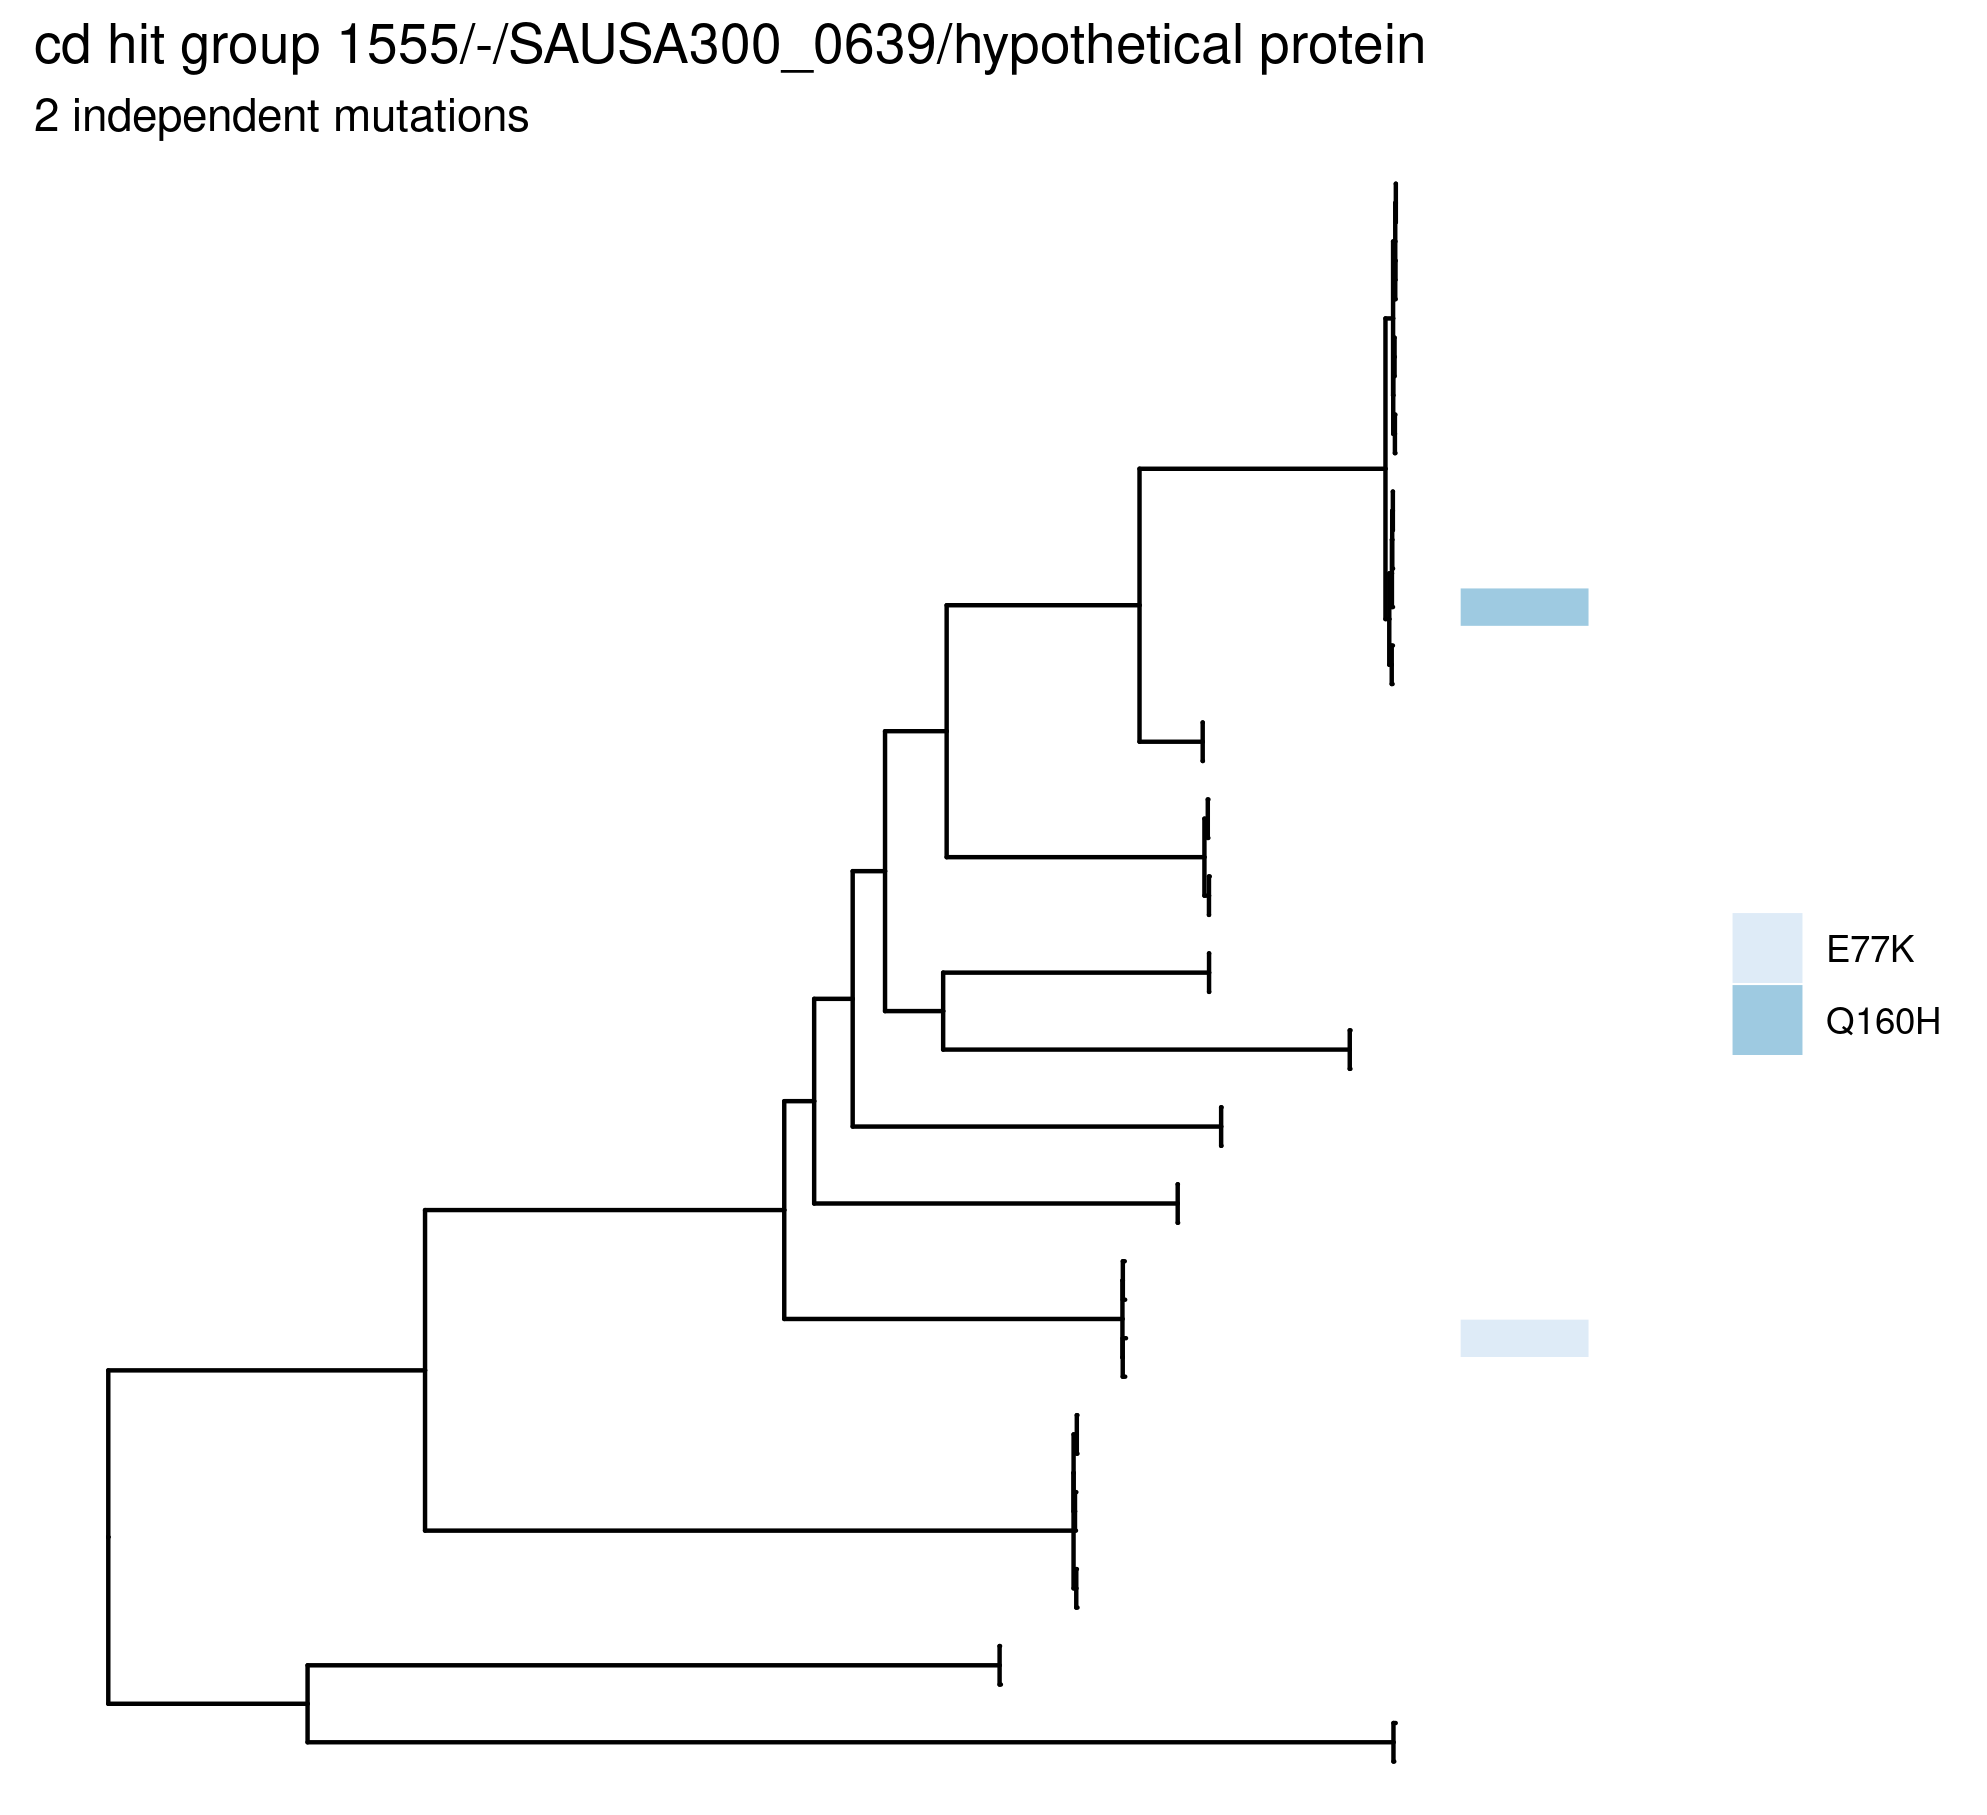 cd hit group 1555/-/SAUSA300_0639/hypothetical protein
2 independent mutations
E77K
Q160H